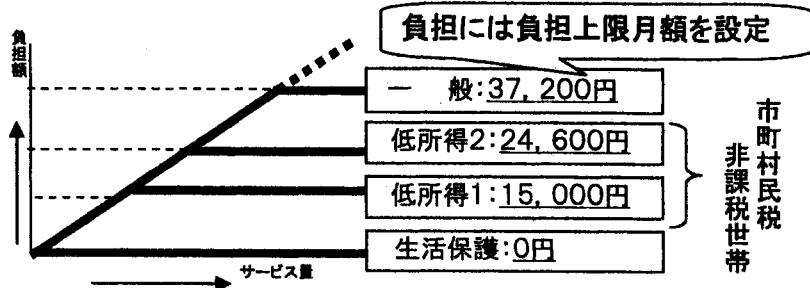 負担には負担上限月額を設定
負担額
一　般：37，200円
低所得2：24，600円
低所得1：15，000円
生活保護：0円
市町村民税
非課税世帯
サービス量